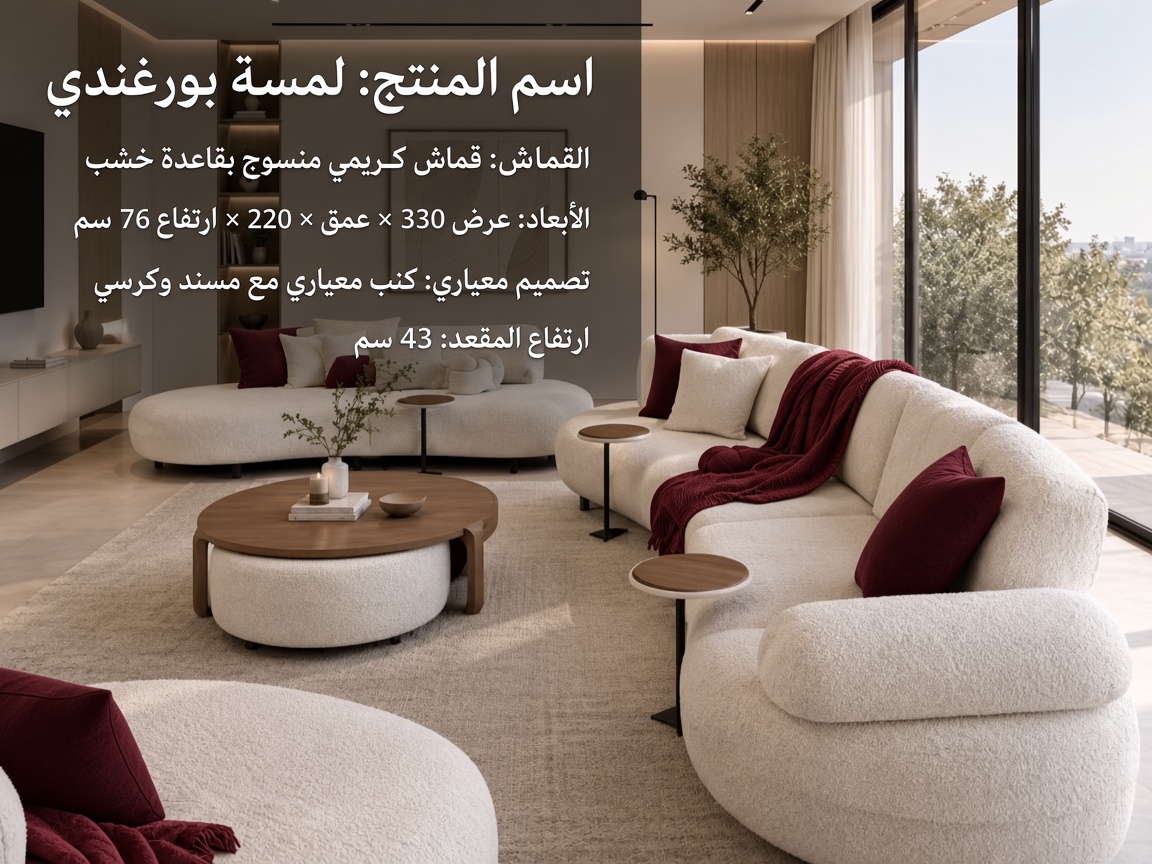 اسم المنتج: لمسة بورغندي
القماش: قماش كريمي منسوج بقاعدة خشب
الأبعاد: عرض 330 × عمق × 220 × ارتفاع 76 سم
تصميم معياري: كنب معياري مع مسند وكرسي
ارتفاع المقعد: 43 سم